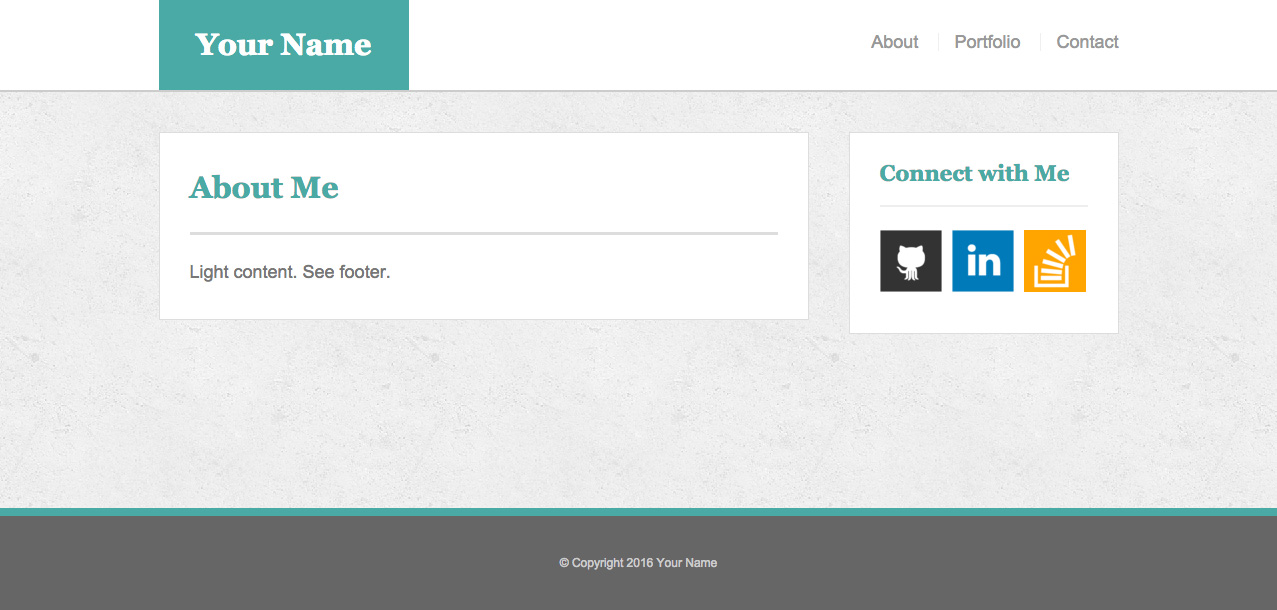 Your Name
About
Portfolio
Contact
About Me
Light content. See footer.
Connect with Me
in
© Copyright 2016 Your Name